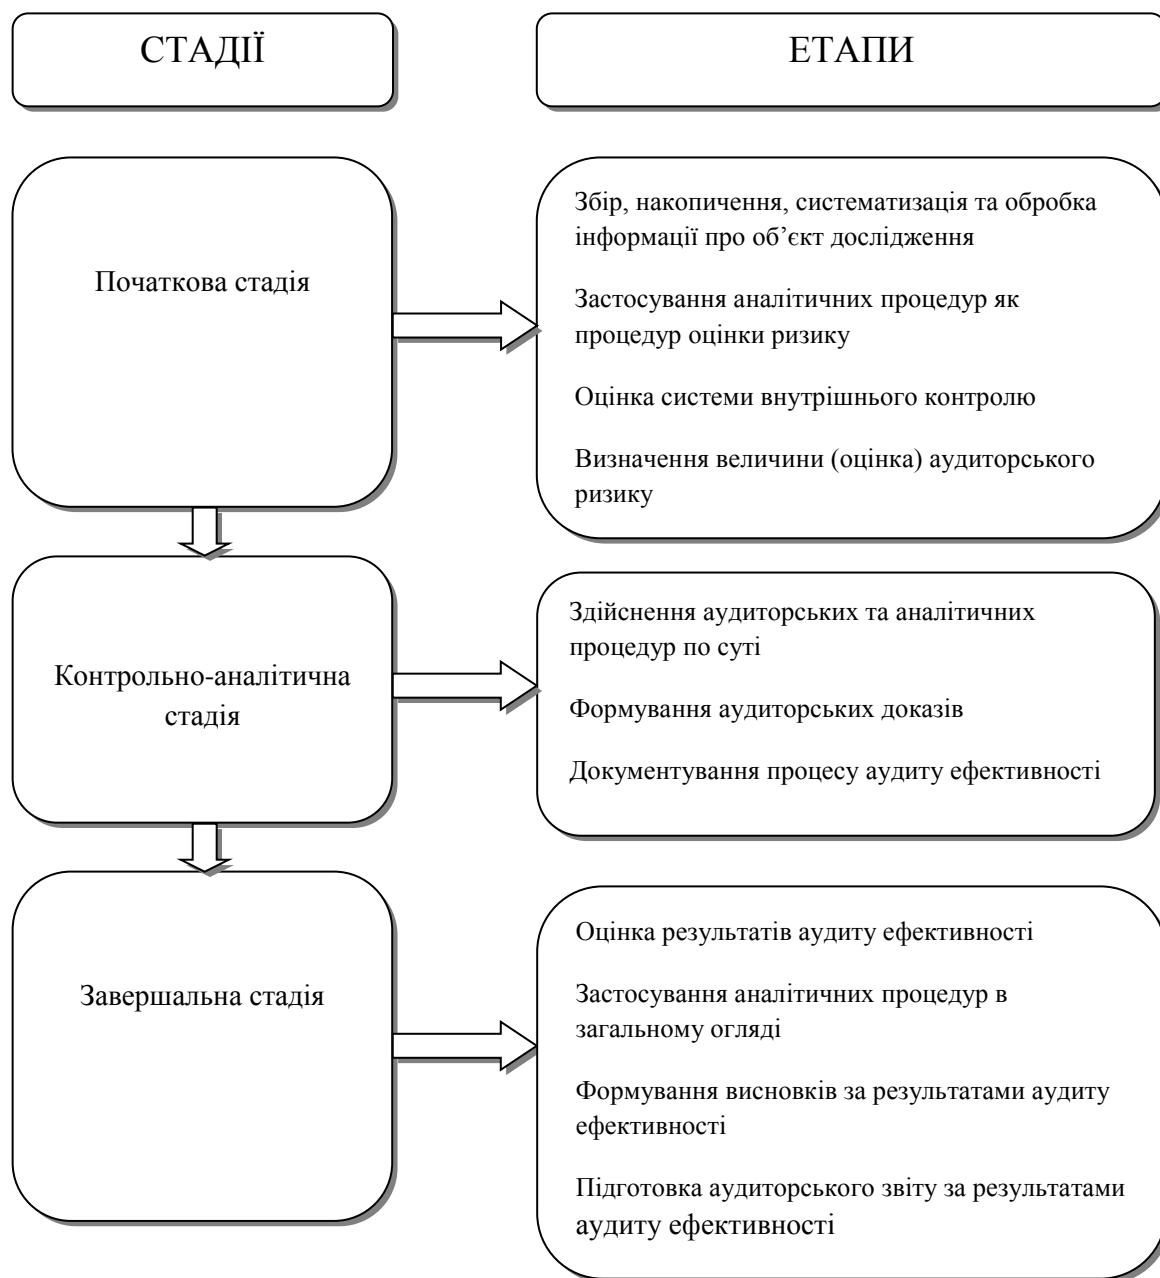 СТАДІЇ
ЕТАПИ
Початкова стадія
Збір, накопичення, систематизація та обробка
інформації про об’єкт дослідження
Застосування аналітичних процедур як
процедур оцінки ризику
Оцінка системи внутрішнього контролю
Визначення величини (оцінка) аудиторського
ризику
Контрольно-аналітична
стадія
Здійснення аудиторських та аналітичних
процедур по суті
Формування аудиторських доказів
Документування процесу аудиту ефективності
Завершальна стадія
Оцінка результатів аудиту ефективності
Застосування аналітичних процедур в
загальному огляді
Формування висновків за результатами аудиту
ефективності
Підготовка аудиторського звіту за результатами
аудиту ефективності